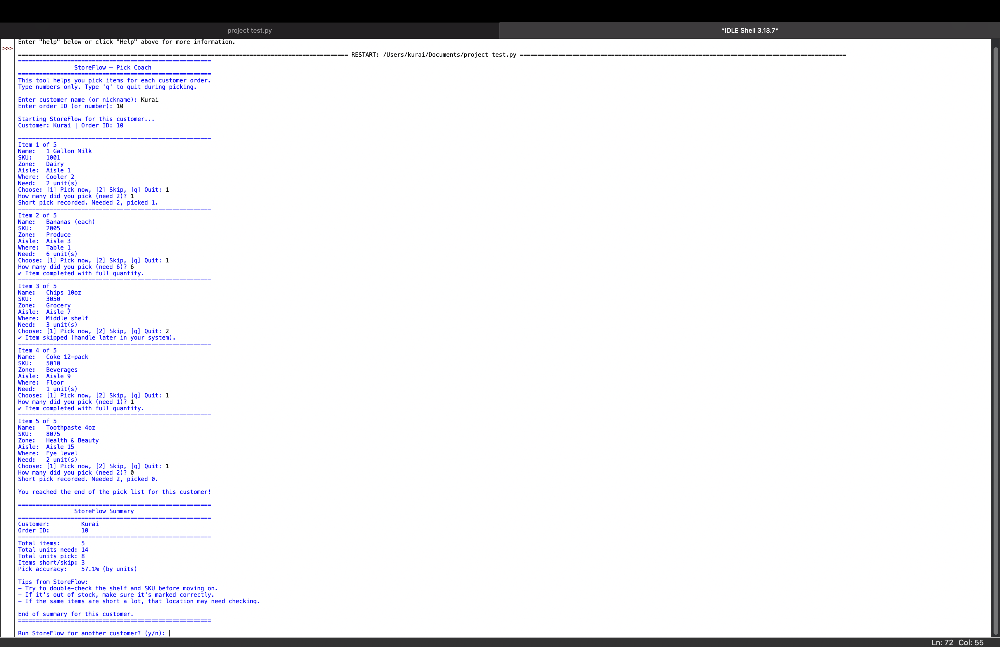 project test.py
*IDLE Shell 3.13.7*
Enter "help" below or click "Help" above for more information.
>>>
============================================================================================== RESTART: /Users/kurai/Documents/project test.py =============================================================================================
=======================================================
                StoreFlow – Pick Coach
=======================================================
This tool helps you pick items for each customer order.
Type numbers only. Type 'q' to quit during picking.

Enter customer name (or nickname): Kurai
Enter order ID (or number): 10

Starting StoreFlow for this customer...
Customer: Kurai | Order ID: 10

-------------------------------------------------------
Item 1 of 5
Name:   1 Gallon Milk
SKU:    1001
Zone:   Dairy
Aisle:  Aisle 1
Where:  Cooler 2
Need:   2 unit(s)
Choose: [1] Pick now, [2] Skip, [q] Quit: 1
How many did you pick (need 2)? 1
Short pick recorded. Needed 2, picked 1.
-------------------------------------------------------
Item 2 of 5
Name:   Bananas (each)
SKU:    2005
Zone:   Produce
Aisle:  Aisle 3
Where:  Table 1
Need:   6 unit(s)
Choose: [1] Pick now, [2] Skip, [q] Quit: 1
How many did you pick (need 6)? 6
✔ Item completed with full quantity.
-------------------------------------------------------
Item 3 of 5
Name:   Chips 10oz
SKU:    3050
Zone:   Grocery
Aisle:  Aisle 7
Where:  Middle shelf
Need:   3 unit(s)
Choose: [1] Pick now, [2] Skip, [q] Quit: 2
✔ Item skipped (handle later in your system).
-------------------------------------------------------
Item 4 of 5
Name:   Coke 12-pack
SKU:    5010
Zone:   Beverages
Aisle:  Aisle 9
Where:  Floor
Need:   1 unit(s)
Choose: [1] Pick now, [2] Skip, [q] Quit: 1
How many did you pick (need 1)? 1
✔ Item completed with full quantity.
-------------------------------------------------------
Item 5 of 5
Name:   Toothpaste 4oz
SKU:    8075
Zone:   Health & Beauty
Aisle:  Aisle 15
Where:  Eye level
Need:   2 unit(s)
Choose: [1] Pick now, [2] Skip, [q] Quit: 1
How many did you pick (need 2)? 0
Short pick recorded. Needed 2, picked 0.

You reached the end of the pick list for this customer!

=======================================================
                StoreFlow Summary
=======================================================
Customer:         Kurai
Order ID:         10
-------------------------------------------------------
Total items:      5
Total units need: 14
Total units pick: 8
Items short/skip: 3
Pick accuracy:    57.1% (by units)

Tips from StoreFlow:
- Try to double-check the shelf and SKU before moving on.
- If it's out of stock, make sure it's marked correctly.
- If the same items are short a lot, that location may need checking.

End of summary for this customer.
=======================================================

Run StoreFlow for another customer? (y/n):
Ln: 72 Col: 55